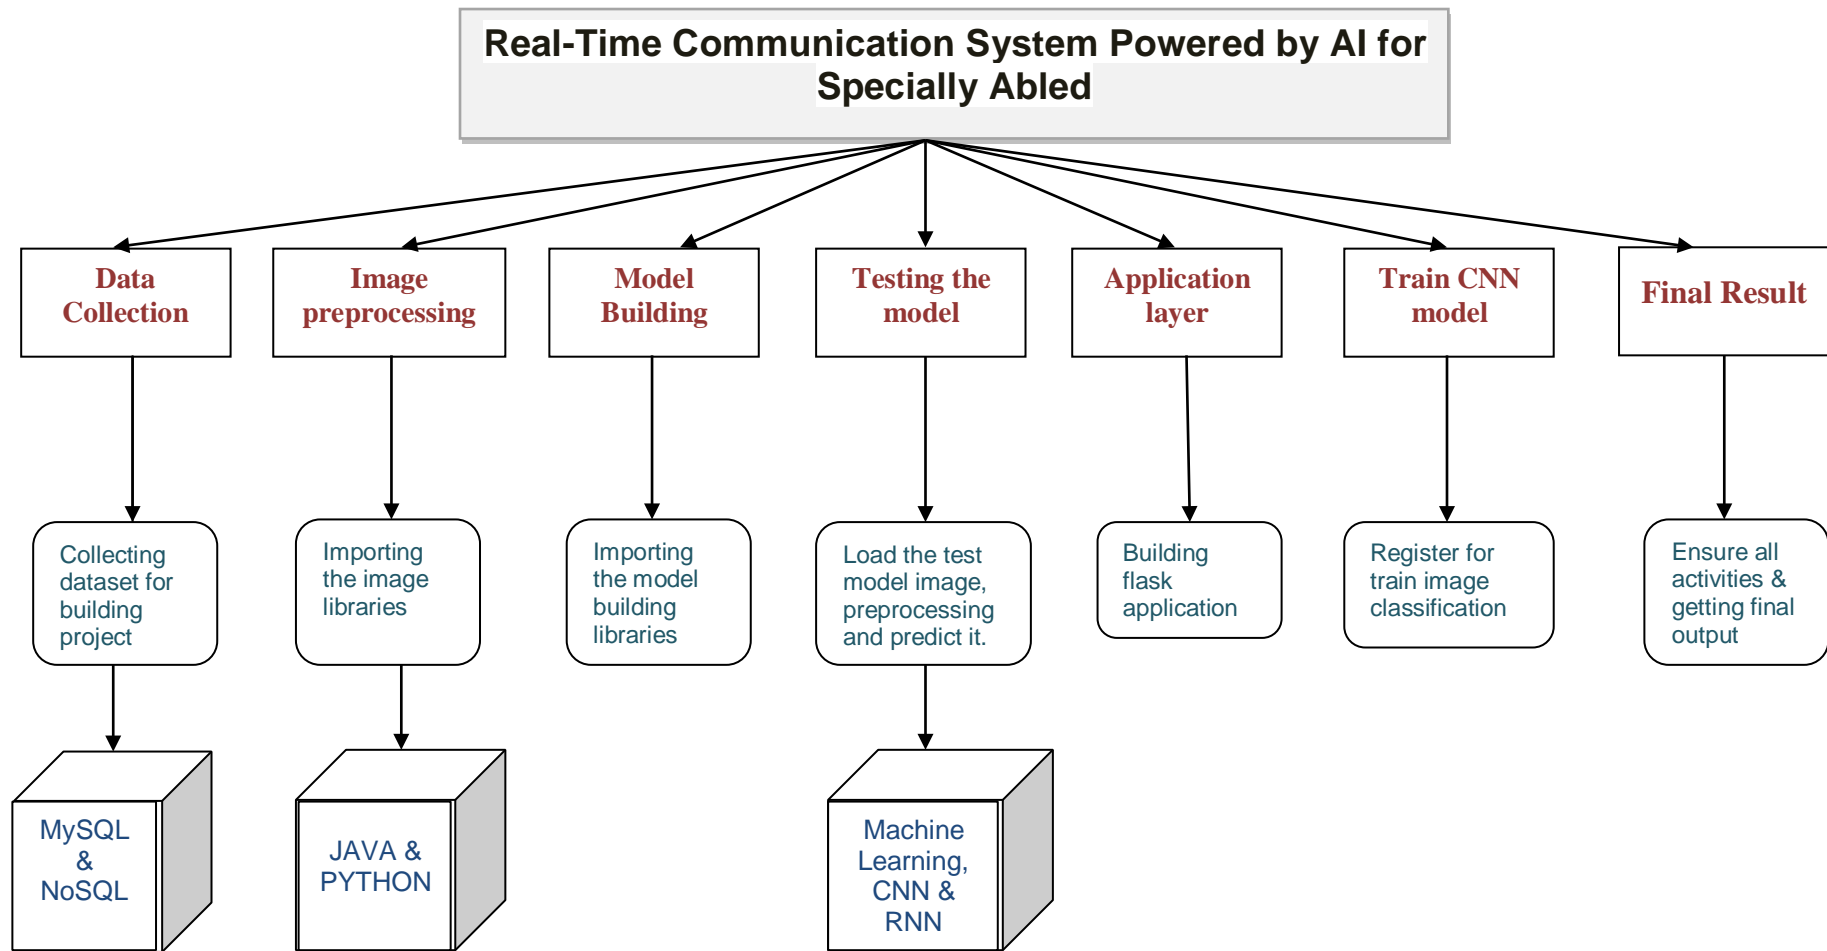 Real-Time Communication System Powered by AI for
Specially Abled
Data
Collection
Image
preprocessing
Model
Building
Testing the
model
Application
layer
Train CNN
model
Final Result
Collecting
dataset for
building
project
Importing
the image
libraries
Importing
the model
building
libraries
Load the test
model image,
preprocessing
and predict it.
Building
flask
application
Register for
train image
classification
Ensure all
activities &
getting final
output
MySQL
&
NoSQL
JAVA &
PYTHON
Machine
Learning,
CNN &
RNN